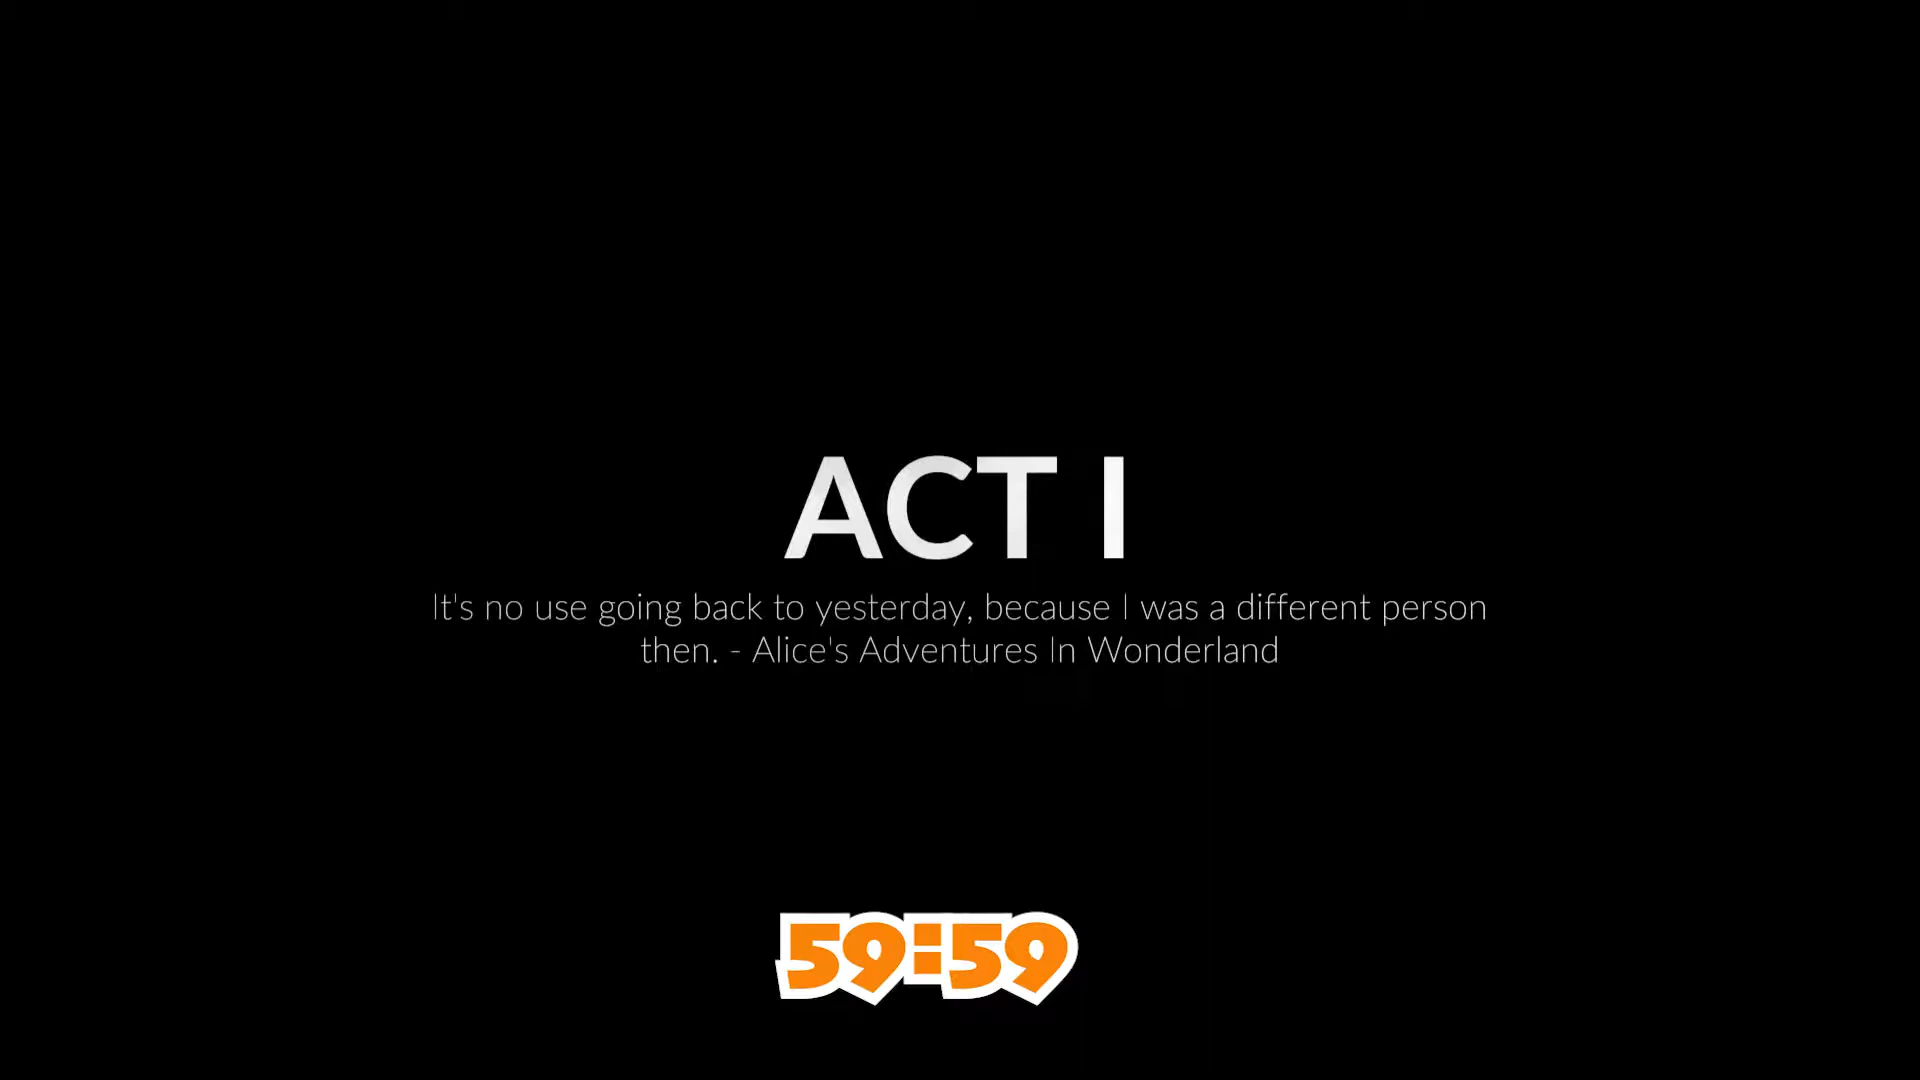 ACT I
It's no use going back to yesterday, because I was a different person
then. - Alice's Adventures In Wonderland
59:59